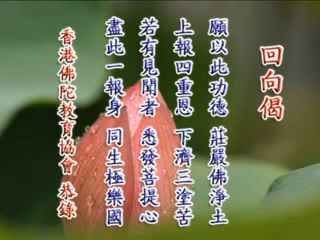 回向偈
願以此功德 莊嚴佛淨土
上報四重恩 下濟三塗苦
若有見聞者 悉發菩提心
盡此一報身 同生極樂國
香港佛陀教育協會 恭錄